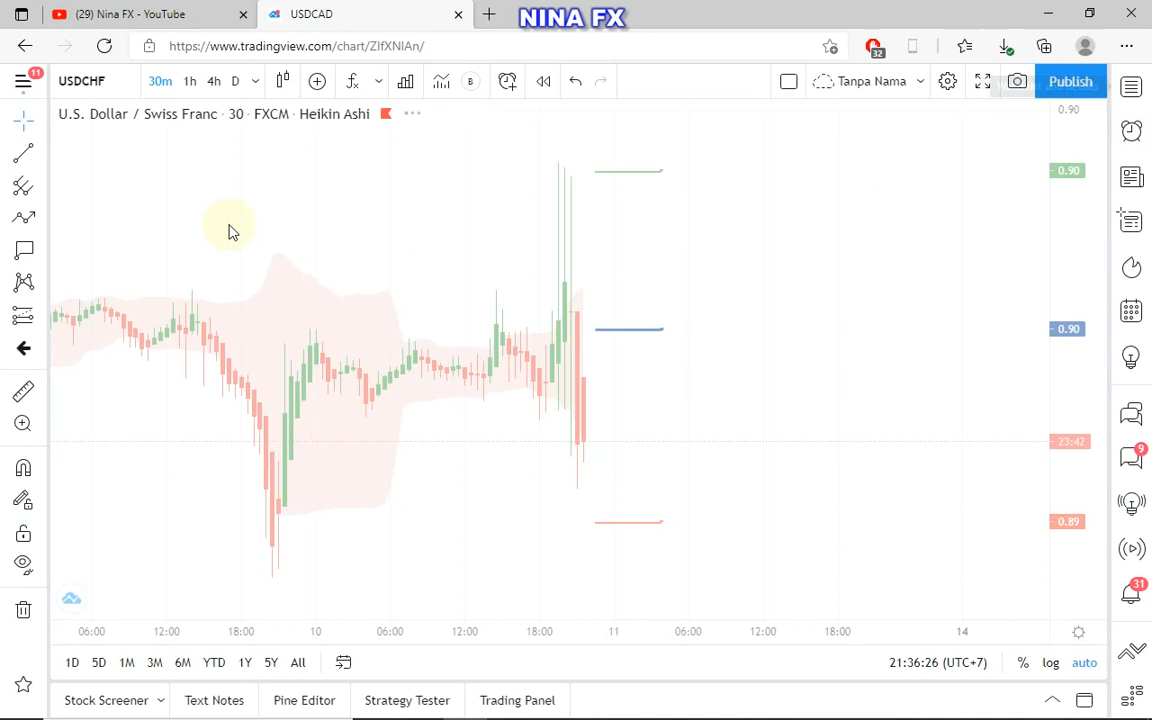 (29) Nina FX - YouTube
USDCAD
NINA FX
https://www.tradingview.com/chart/ZIfXNIAn/
32
11
USDCHF
30m
1h
4h
D
B
Tanpa Nama
Publish
U.S. Dollar / Swiss Franc · 30 · FXCM · Heikin Ashi
0.90
0.90
0.90
23:42
0.89
9
31
06:00
12:00
18:00
10
06:00
12:00
18:00
11
06:00
12:00
18:00
14
1D
5D
1M
3M
6M
YTD
1Y
5Y
All
21:36:26 (UTC+7)
%
log
auto
Stock Screener
Text Notes
Pine Editor
Strategy Tester
Trading Panel